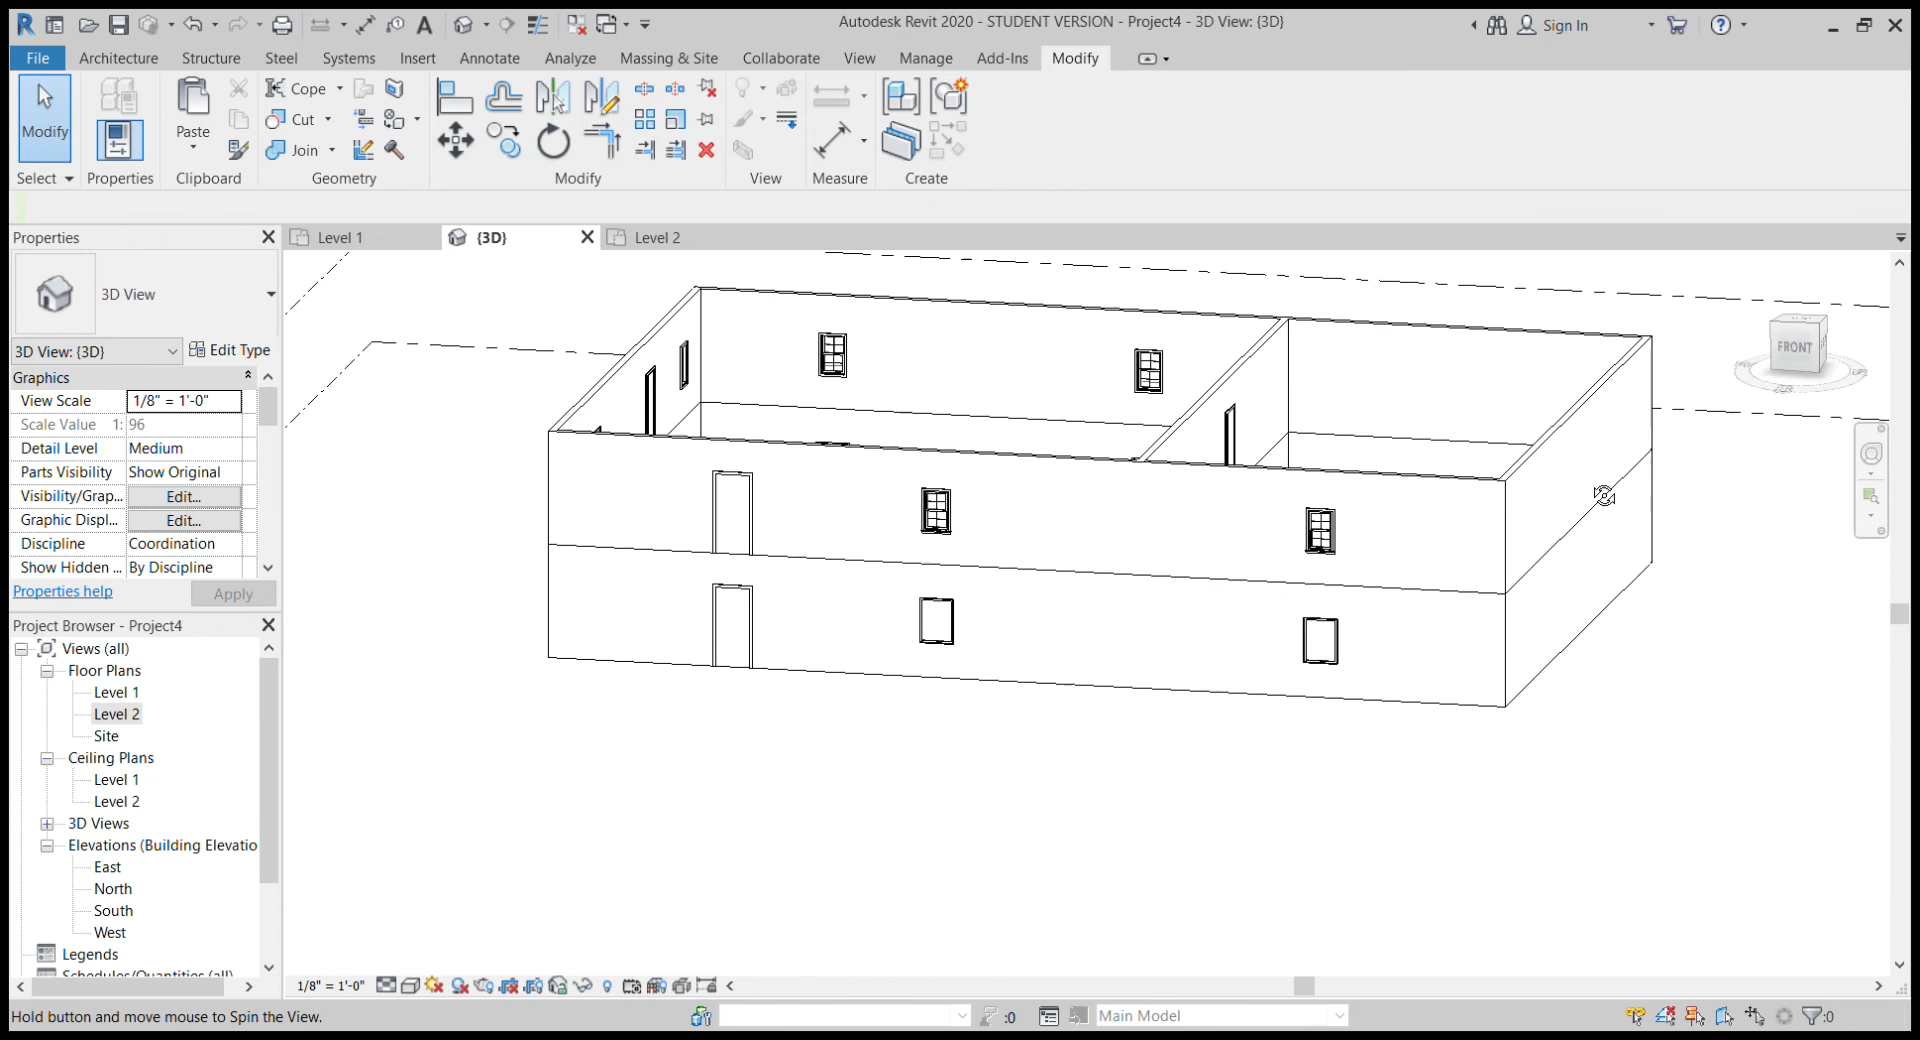 Autodesk Revit 2020 - STUDENT VERSION - Project4 - 3D View: {3D}
Sign In
File Architecture Structure Steel Systems Insert Annotate Analyze Massing & Site Collaborate View Manage Add-Ins Modify
Modify
Paste
Cope
Cut
Join
Select Properties Clipboard Geometry Modify View Measure Create
Properties
Level 1
{3D}
Level 2
3D View
3D View: {3D}
Edit Type
Graphics
View Scale 1/8" = 1'-0"
Scale Value 1: 96
Detail Level Medium
Parts Visibility Show Original
Visibility/Grap... Edit...
Graphic Displ... Edit...
Discipline Coordination
Show Hidden ... By Discipline
Properties help
Apply
FRONT
Project Browser - Project4
Views (all)
Floor Plans
Level 1
Level 2
Site
Ceiling Plans
Level 1
Level 2
3D Views
Elevations (Building Elevatio
East
North
South
West
Legends
Schedules/Quantities (all)
1/8" = 1'-0"
Hold button and move mouse to Spin the View.
:0
Main Model
:0